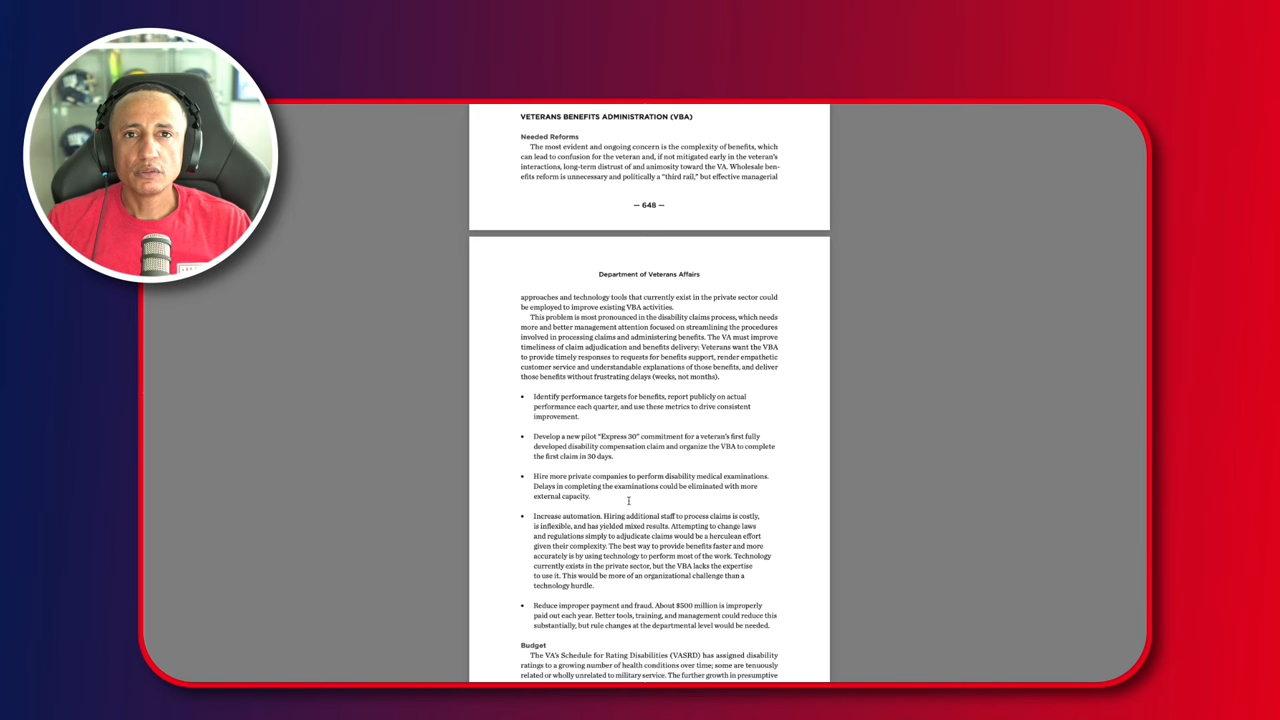 VETERANS BENEFITS ADMINISTRATION (VBA)
Needed Reforms
The most evident and ongoing concern is the complexity of benefits, which
can lead to confusion for the veteran and, if not mitigated early in the veteran's
interactions, long-term distrust of and animosity toward the VA. Wholesale ben-
efits reform is unnecessary and politically a “third rail,” but effective managerial
— 648 —
Department of Veterans Affairs
approaches and technology tools that currently exist in the private sector could
be employed to improve existing VBA activities.
This problem is most pronounced in the disability claims process, which needs
more and better management attention focused on streamlining the procedures
involved in processing claims and administering benefits. The VA must improve
timeliness of claim adjudication and benefits delivery: Veterans want the VBA
to provide timely responses to requests for benefits support, render empathetic
customer service and understandable explanations of those benefits, and deliver
those benefits without frustrating delays (weeks, not months).
• Identify performance targets for benefits, report publicly on actual
performance each quarter, and use these metrics to drive consistent
improvement.
• Develop a new pilot “Express 30” commitment for a veteran's first fully
developed disability compensation claim and organize the VBA to complete
the first claim in 30 days.
• Hire more private companies to perform disability medical examinations.
Delays in completing the examinations could be eliminated with more
external capacity.
• Increase automation. Hiring additional staff to process claims is costly,
is inflexible, and has yielded mixed results. Attempting to change laws
and regulations simply to adjudicate claims would be a herculean effort
given their complexity. The best way to provide benefits faster and more
accurately is by using technology to perform most of the work. Technology
currently exists in the private sector, but the VBA lacks the expertise
to use it. This would be more of an organizational challenge than a
technology hurdle.
• Reduce improper payment and fraud. About $500 million is improperly
paid out each year. Better tools, training, and management could reduce this
substantially, but rule changes at the departmental level would be needed.
Budget
The VA's Schedule for Rating Disabilities (VASRD) has assigned disability
ratings to a growing number of health conditions over time; some are tenuously
related or wholly unrelated to military service. The further growth in presumptive